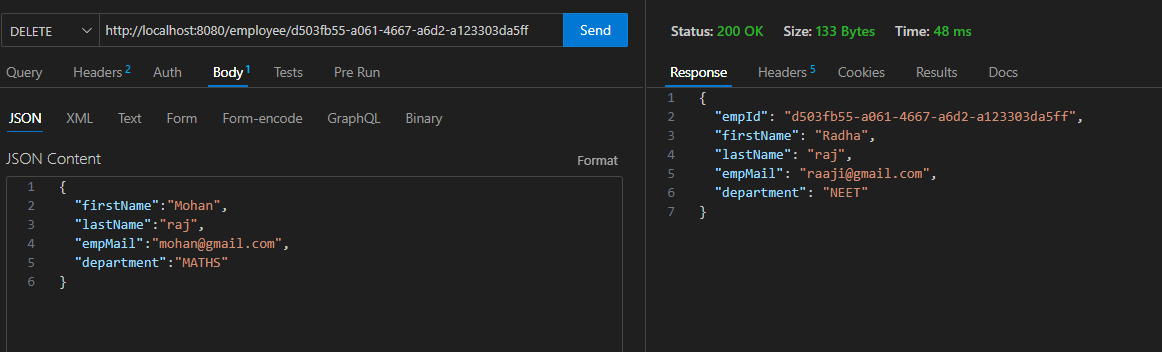 DELETE http://localhost:8080/employee/d503fb55-a061-4667-a6d2-a123303da5ff Send
Query Headers 2 Auth Body 1 Tests Pre Run
JSON XML Text Form Form-encode GraphQL Binary
JSON Content Format
1 {
2 "firstName":"Mohan",
3 "lastName":"raj",
4 "empMail":"mohan@gmail.com",
5 "department":"MATHS"
6 }
Status: 200 OK Size: 133 Bytes Time: 48 ms
Response Headers 5 Cookies Results Docs
1 {
2 "empId": "d503fb55-a061-4667-a6d2-a123303da5ff",
3 "firstName": "Radha",
4 "lastName": "raj",
5 "empMail": "raaji@gmail.com",
6 "department": "NEET"
7 }